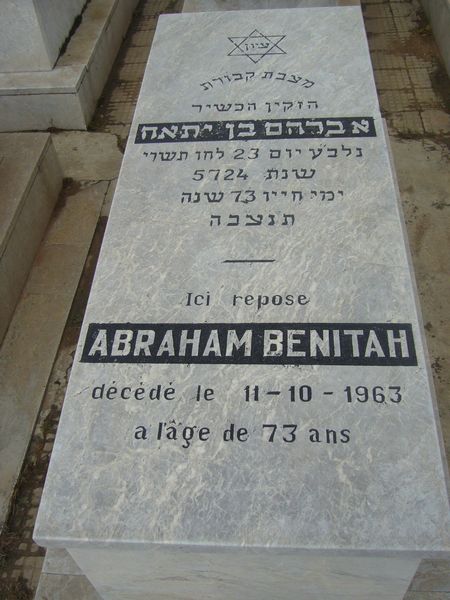 ציון
מצבת קבורת
הזקין הכשיר
אברהם בן יתאח
נלב״ע יום 23 לחו תשרי
שנת 5724
ימי חייו 73 שנה
תנצבה
Ici repose
ABRAHAM BENITAH
décédé le 11-10-1963
a l'âge de 73 ans